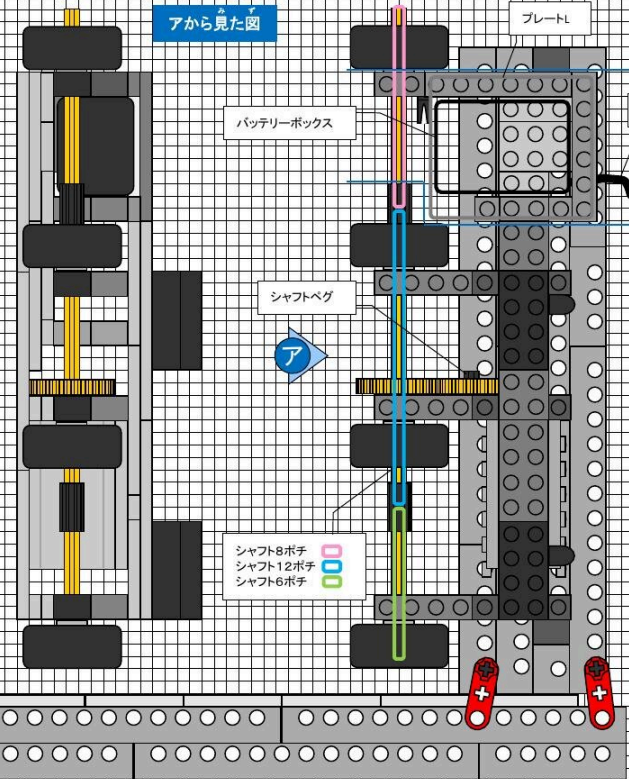 アから見た図
み ず
プレートL
バッテリーボックス
シャフトペグ
ア
シャフト8ポチ
シャフト12ポチ
シャフト6ポチ